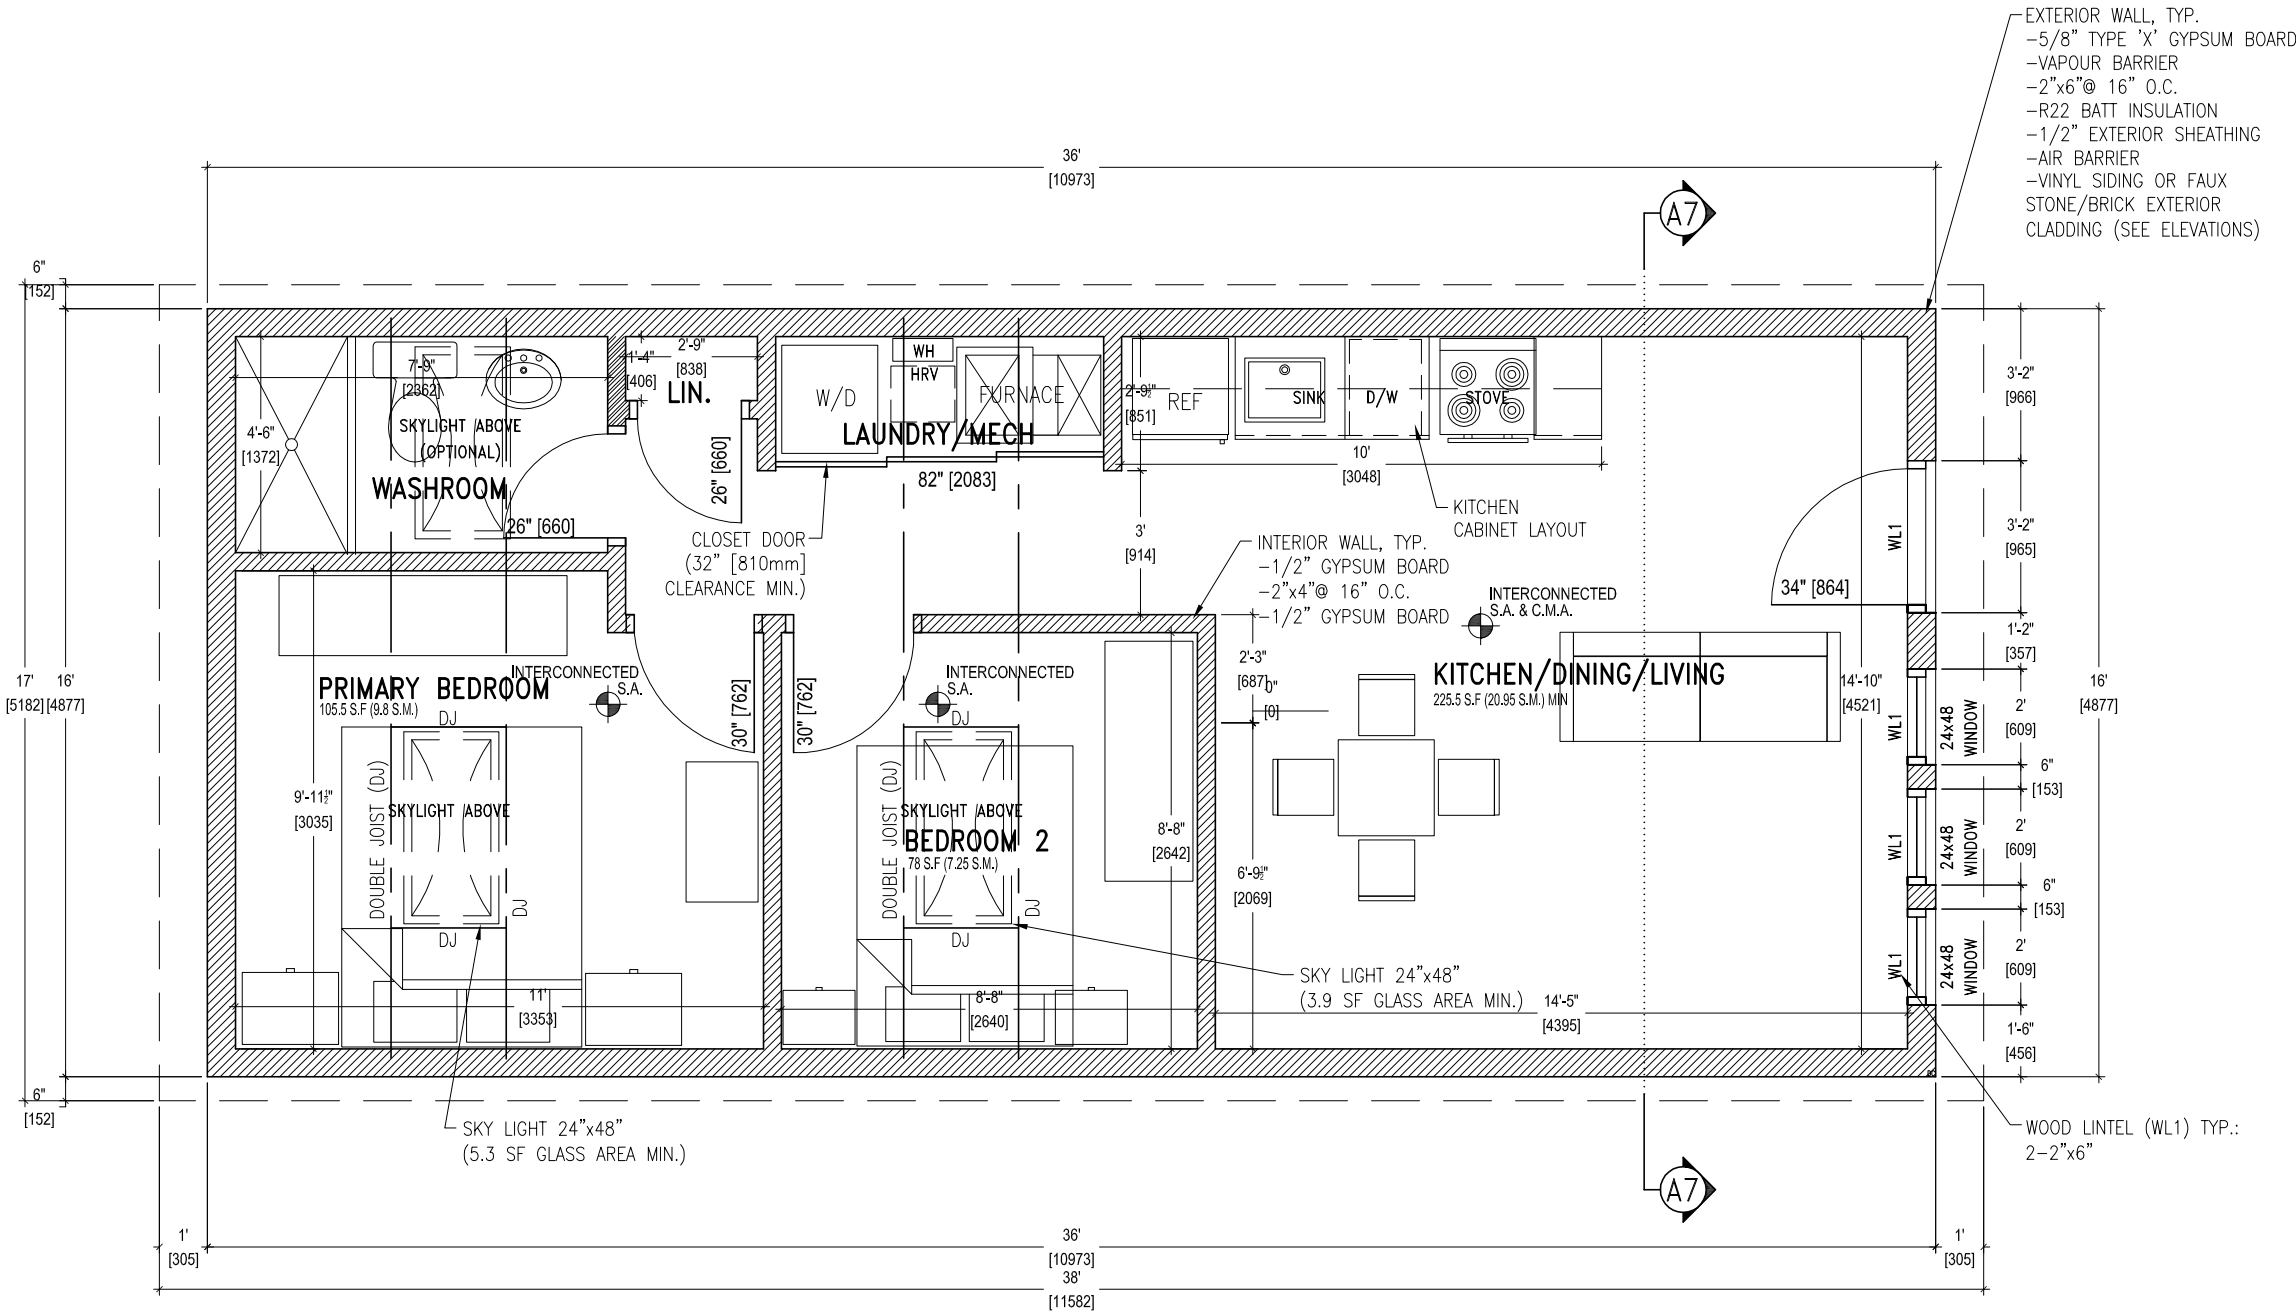 EXTERIOR WALL, TYP.
-5/8" TYPE 'X' GYPSUM BOARD
-VAPOUR BARRIER
-2"x6"@ 16" O.C.
-R22 BATT INSULATION
-1/2" EXTERIOR SHEATHING
-AIR BARRIER
-VINYL SIDING OR FAUX
STONE/BRICK EXTERIOR
CLADDING (SEE ELEVATIONS)
36'
[10973]
A7
6"
[152]
17'
[5182]
16'
[4877]
6"
[152]
7'-9"
[2362]
4'-6"
[1372]
SKYLIGHT ABOVE
(OPTIONAL)
WASHROOM
26" [660]
1'-4"
[406]
2'-9"
[838]
LIN.
26" [660]
W/D
WH
HRV
FURNACE
LAUNDRY/MECH
82" [2083]
CLOSET DOOR
(32" [810mm]
CLEARANCE MIN.)
2'-9½"
[851]
REF
SINK
D/W
STOVE
10'
[3048]
KITCHEN
CABINET LAYOUT
3'
[914]
INTERIOR WALL, TYP.
-1/2" GYPSUM BOARD
-2"x4"@ 16" O.C.
-1/2" GYPSUM BOARD
INTERCONNECTED
S.A. & C.M.A.
34" [864]
WL1
3'-2"
[966]
3'-2"
[965]
1'-2"
[357]
2'
[609]
6"
[153]
2'
[609]
6"
[153]
2'
[609]
1'-6"
[456]
16'
[4877]
WL1
24x48
WINDOW
WL1
24x48
WINDOW
WL1
24x48
WINDOW
INTERCONNECTED
S.A.
PRIMARY BEDROOM
105.5 S.F (9.8 S.M.)
DJ
30" [762]
9'-11½"
[3035]
DOUBLE JOIST (DJ)
SKYLIGHT ABOVE
DJ
DJ
11'
[3353]
30" [762]
INTERCONNECTED
S.A.
DJ
DOUBLE JOIST (DJ)
SKYLIGHT ABOVE
BEDROOM 2
78 S.F (7.25 S.M.)
DJ
DJ
8'-8"
[2642]
8'-8"
[2640]
2'-3"
[687]
0"
[0]
6'-9½"
[2069]
KITCHEN/DINING/LIVING
225.5 S.F (20.95 S.M.) MIN
14'-10"
[4521]
SKY LIGHT 24"x48"
(3.9 SF GLASS AREA MIN.)
14'-5"
[4395]
SKY LIGHT 24"x48"
(5.3 SF GLASS AREA MIN.)
WOOD LINTEL (WL1) TYP.:
2-2"x6"
A7
1'
[305]
36'
[10973]
1'
[305]
38'
[11582]